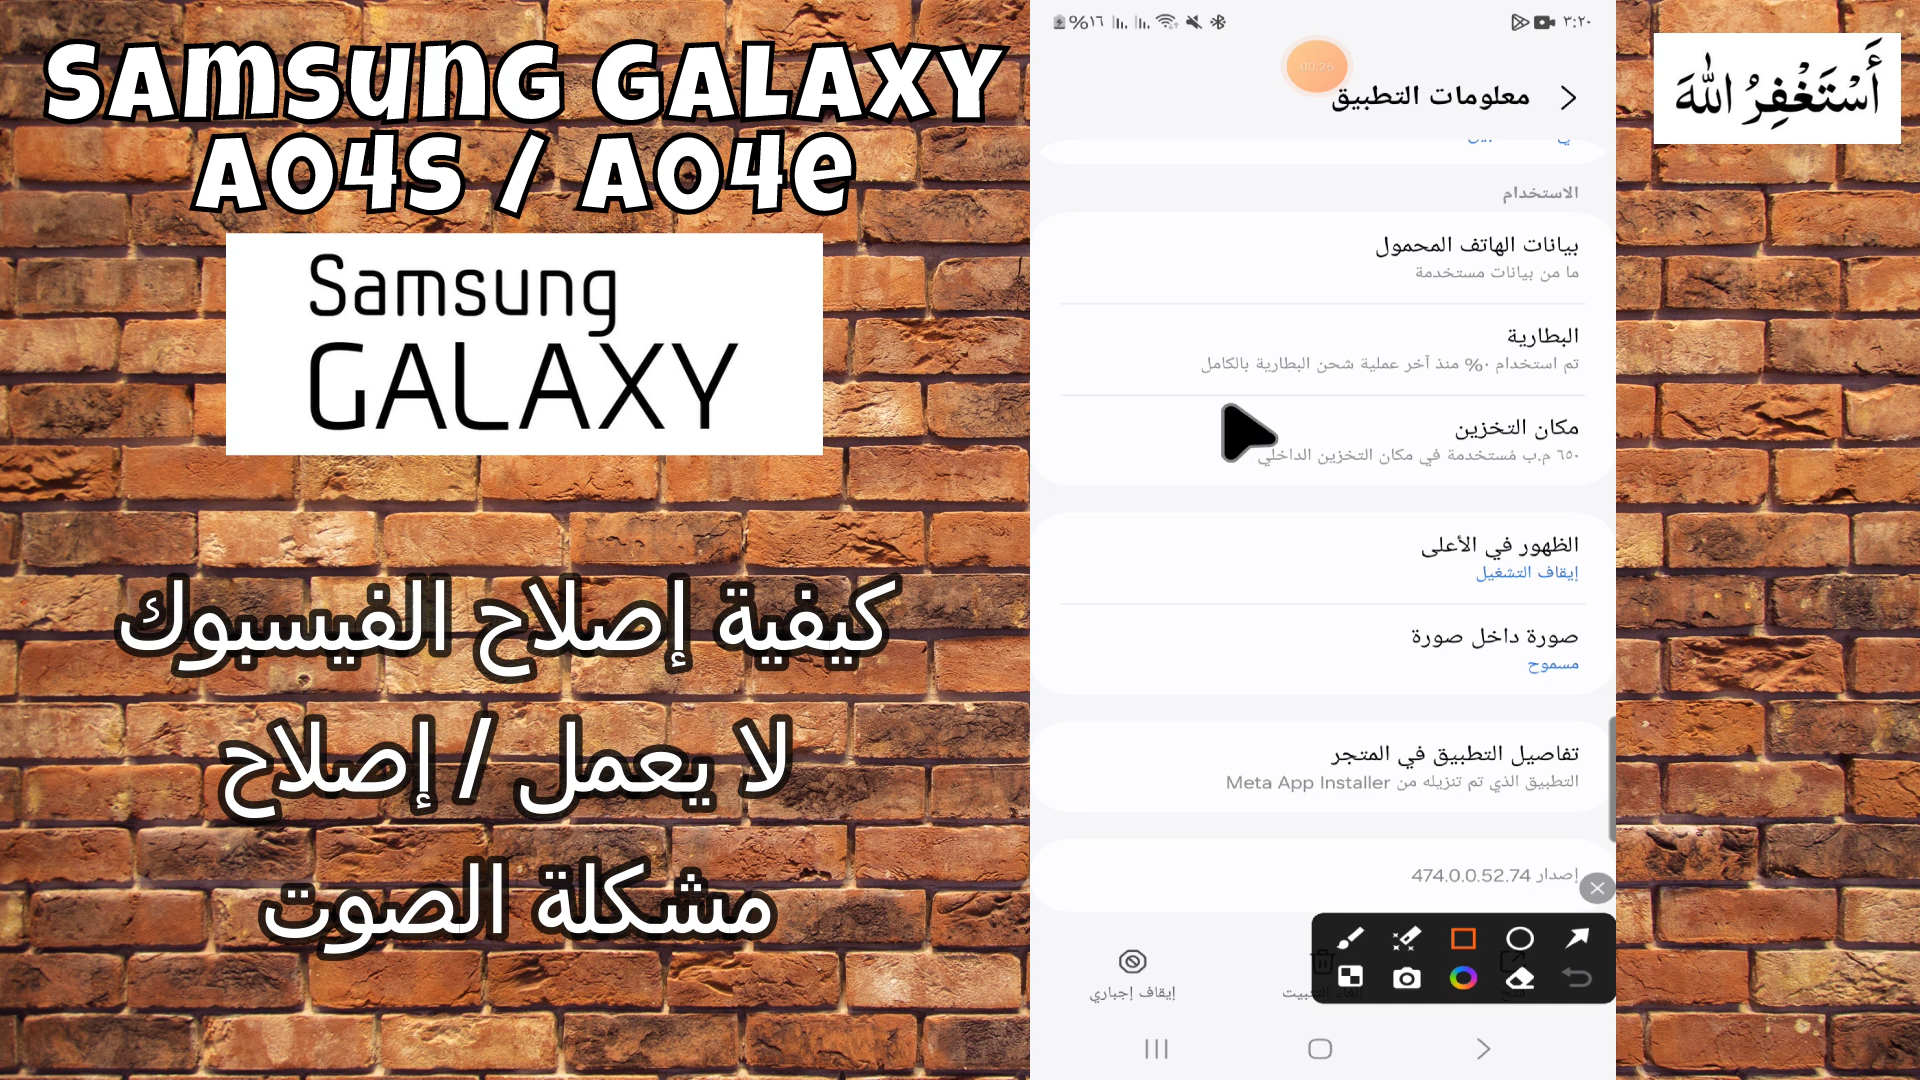 Samsung Galaxy
A04s / A04e
Samsung
GALAXY
كيفية إصلاح الفيسبوك
لا يعمل / إصلاح
مشكلة الصوت
٣:٢٠
%١٦
00:26
معلومات التطبيق
الاستخدام
بيانات الهاتف المحمول
ما من بيانات مستخدمة
البطارية
تم استخدام ٠% منذ آخر عملية شحن البطارية بالكامل
مكان التخزين
٦٥٠ م.ب مُستخدمة في مكان التخزين الداخلي
الظهور في الأعلى
إيقاف التشغيل
صورة داخل صورة
مسموح
تفاصيل التطبيق في المتجر
التطبيق الذي تم تنزيله من Meta App Installer
إصدار 474.0.0.52.74
إيقاف إجباري
أَسْتَغْفِرُ اللهَ